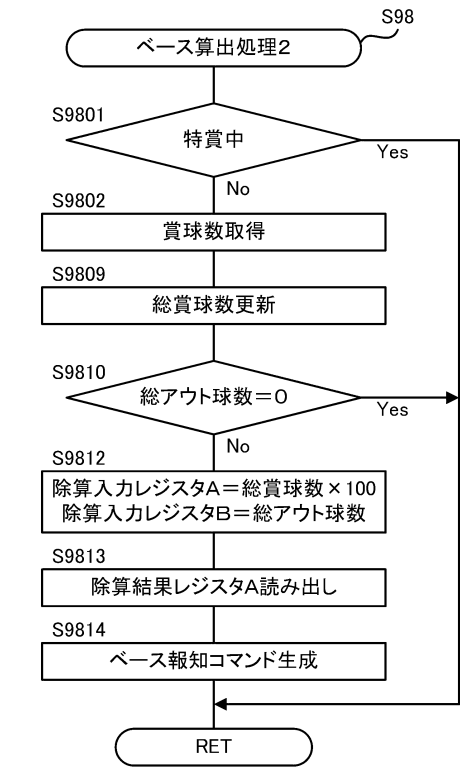 S98
ベース算出処理2
S9801
特賞中
Yes
No
S9802
賞球数取得
S9809
総賞球数更新
S9810
総アウト球数＝0
Yes
No
S9812
除算入力レジスタA＝総賞球数×100
除算入力レジスタB＝総アウト球数
S9813
除算結果レジスタA読み出し
S9814
ベース報知コマンド生成
RET